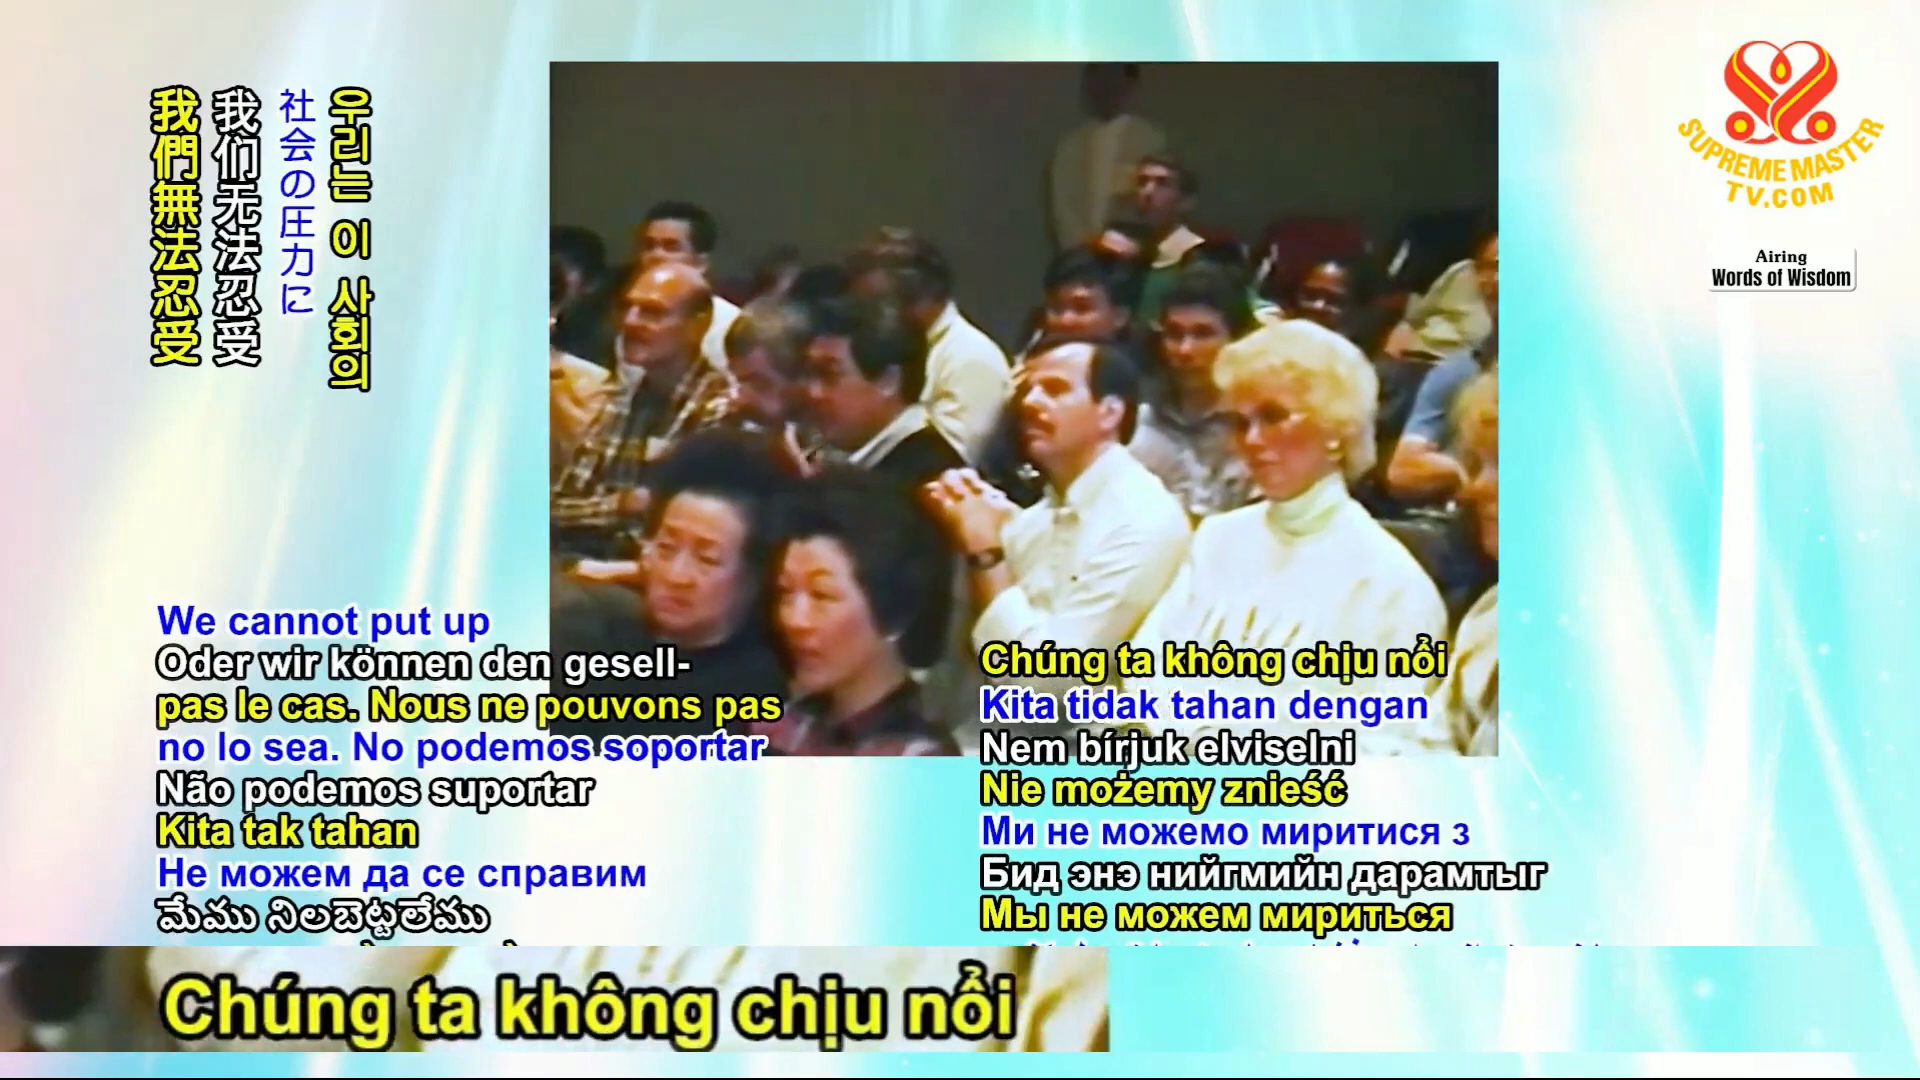 我們無法忍受
我们无法忍受
社会の圧力に
우리는 이 사회의
SUPREME MASTER
TV.COM
Airing
Words of Wisdom
We cannot put up
Oder wir können den gesell-
pas le cas. Nous ne pouvons pas
no lo sea. No podemos soportar
Não podemos suportar
Kita tak tahan
Не можем да се справим
మేము నిలబెట్టలేము
Chúng ta không chịu nổi
Kita tidak tahan dengan
Nem bírjuk elviselni
Nie możemy znieść
Ми не можемо миритися з
Бид энэ нийгмийн дарамтыг
Мы не можем мириться
Chúng ta không chịu nổi